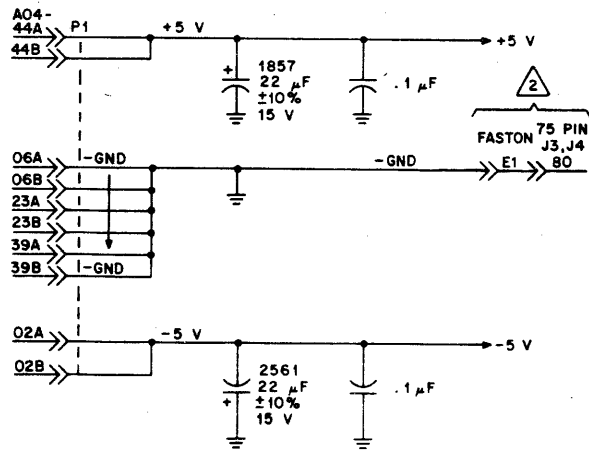 A04-
44A P1 +5 V
44B
+5 V
+ 1857
22 µF
±10%
15 V
.1 µF
2
FASTON 75 PIN
J3, J4
06A -GND
-GND
E1 80
06B
23A
23B
39A
39B -GND
02A -5 V
-5 V
02B
2561
22 µF
±10%
+ 15 V
.1 µF